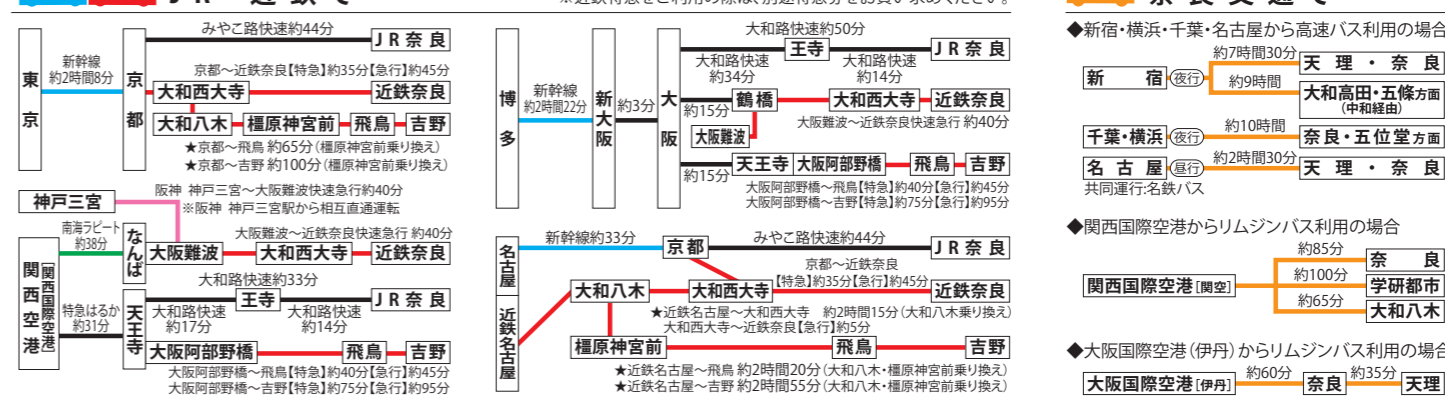 JR・近鉄で
※近鉄特急をご利用の際は、別途特急分をお買い求めください。
東京
新幹線
約2時間8分
京都
みやこ路快速約44分
JR奈良
京都〜近鉄奈良【特急】約35分【急行】約45分
大和西大寺
近鉄奈良
大和八木
橿原神宮前
飛鳥
吉野
★京都〜飛鳥 約65分(橿原神宮前乗り換え)
★京都〜吉野 約100分(橿原神宮前乗り換え)
神戸三宮
阪神 神戸三宮〜大阪難波快速急行約40分
※阪神 神戸三宮駅から相互直通運転
関西空港
[関西国際空港]
南海ラピート
約38分
なんば
大阪難波
大阪難波〜近鉄奈良快速急行 約40分
大和西大寺
近鉄奈良
特急はるか
約31分
天王寺
大和路快速約33分
大和路快速
約17分
王寺
大和路快速
約14分
JR奈良
大阪阿部野橋
飛鳥
吉野
大阪阿部野橋〜飛鳥【特急】約40分【急行】約45分
大阪阿部野橋〜吉野【特急】約75分【急行】約95分
博多
新幹線
約2時間22分
新大阪
約3分
大阪
大和路快速約50分
大和路快速
約34分
王寺
大和路快速
約14分
JR奈良
約15分
鶴橋
大和西大寺
近鉄奈良
大阪難波
大阪難波〜近鉄奈良快速急行 約40分
約15分
天王寺
大阪阿部野橋
飛鳥
吉野
大阪阿部野橋〜飛鳥【特急】約40分【急行】約45分
大阪阿部野橋〜吉野【特急】約75分【急行】約95分
名古屋
近鉄名古屋
新幹線約33分
京都
みやこ路快速約44分
JR奈良
京都〜近鉄奈良
【特急】約35分【急行】約45分
大和八木
大和西大寺
近鉄奈良
★近鉄名古屋〜大和西大寺 約2時間15分(大和八木乗り換え)
大和西大寺〜近鉄奈良【急行】約5分
橿原神宮前
飛鳥
吉野
★近鉄名古屋〜飛鳥 約2時間20分(大和八木・橿原神宮前乗り換え)
★近鉄名古屋〜吉野 約2時間55分(大和八木・橿原神宮前乗り換え)
奈良交通で
◆新宿・横浜・千葉・名古屋から高速バス利用の場合
新宿
夜行
約7時間30分
天理・奈良
約9時間
大和高田・五條方面
(中和経由)
千葉・横浜
夜行
約10時間
奈良・五位堂方面
名古屋
昼行
約2時間30分
天理・奈良
共同運行:名鉄バス
◆関西国際空港からリムジンバス利用の場合
関西国際空港[関空]
約85分
奈良
約100分
学研都市
約65分
大和八木
◆大阪国際空港(伊丹)からリムジンバス利用の場合
大阪国際空港[伊丹]
約60分
奈良
約35分
天理